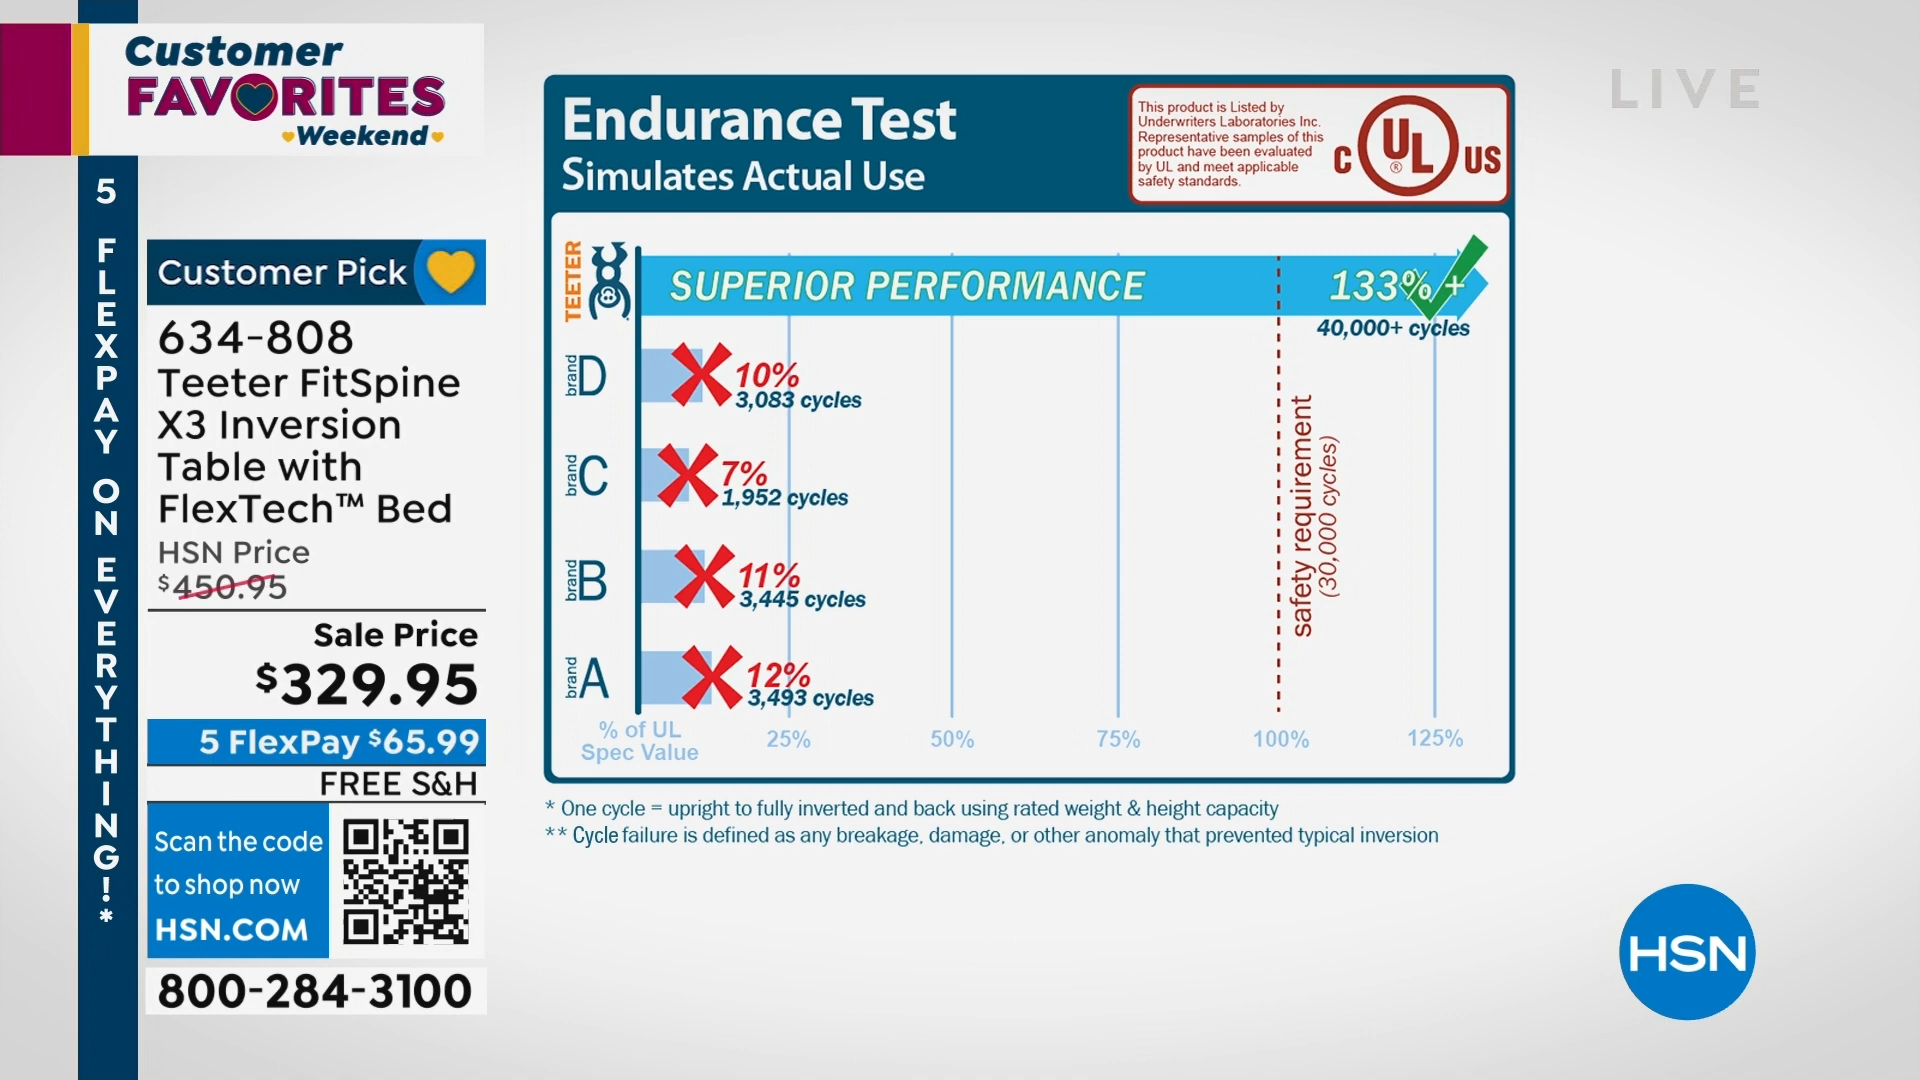 Customer
FAVORITES
Weekend
5 FLEXPAY ON EVERYTHING!*
Customer Pick
634-808
Teeter FitSpine
X3 Inversion
Table with
FlexTech™ Bed
HSN Price
$450.95
Sale Price
$329.95
5 FlexPay $65.99
FREE S&H
Scan the code
to shop now
HSN.COM
800-284-3100
LIVE
Endurance Test
Simulates Actual Use
This product is Listed by
Underwriters Laboratories Inc.
Representative samples of this
product have been evaluated
by UL and meet applicable
safety standards.
C UL® US
TEETER
SUPERIOR PERFORMANCE
133%+
40,000+ cycles
brand D
10%
3,083 cycles
brand C
7%
1,952 cycles
brand B
11%
3,445 cycles
brand A
12%
3,493 cycles
safety requirement
(30,000 cycles)
% of UL
Spec Value
25%
50%
75%
100%
125%
* One cycle = upright to fully inverted and back using rated weight & height capacity
** Cycle failure is defined as any breakage, damage, or other anomaly that prevented typical inversion
HSN